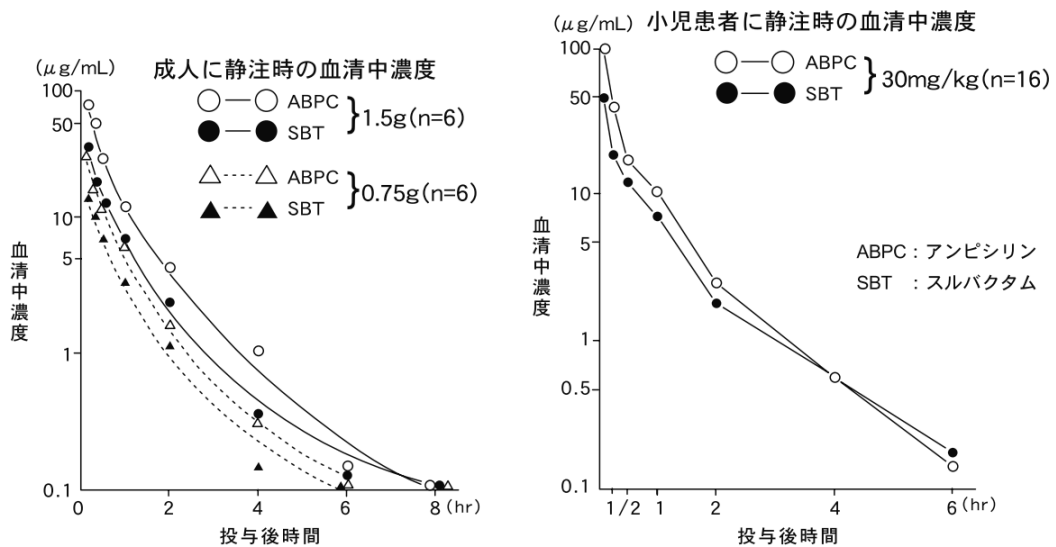 (μg/mL)
成人に静注時の血清中濃度
ABPC
SBT
1.5g(n=6)
ABPC
SBT
0.75g(n=6)
100
50
10
5
1
0.1
血清中濃度
0 2 4 6 8 (hr)
投与後時間
(μg/mL)
小児患者に静注時の血清中濃度
ABPC
SBT
30mg/kg(n=16)
100
50
10
5
1
0.5
0.1
血清中濃度
ABPC：アンピシリン
SBT ：スルバクタム
1/2 1 2 4 6 (hr)
投与後時間